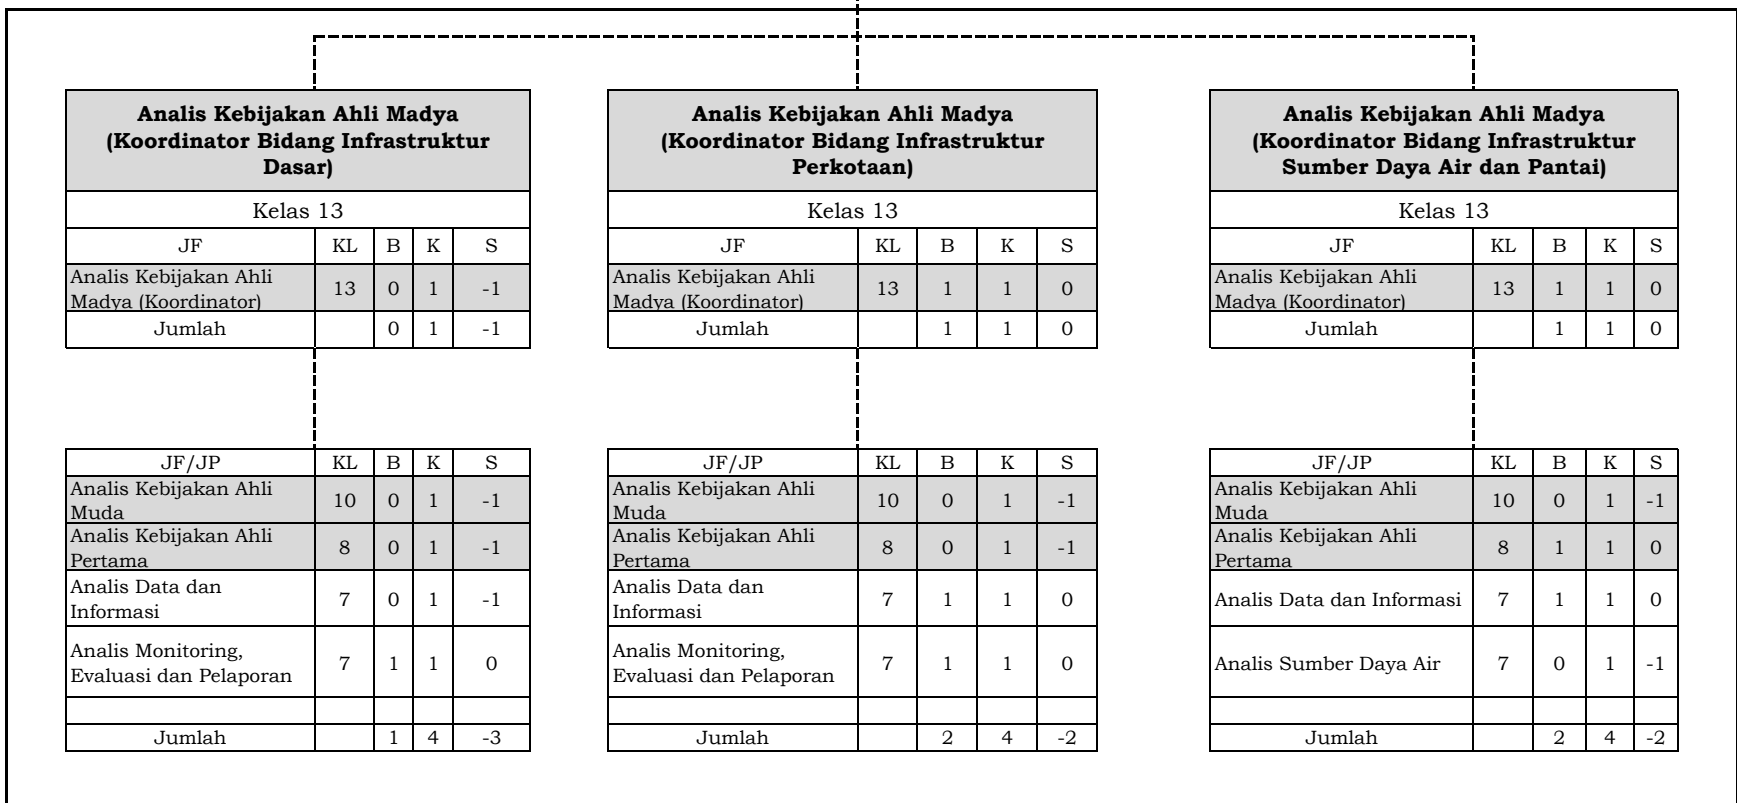 Analis Kebijakan Ahli Madya
(Koordinator Bidang Infrastruktur
Dasar)
Kelas 13
JF KL B K S
Analis Kebijakan Ahli
Madya (Koordinator) 13 0 1 -1
Jumlah 0 1 -1
JF/JP KL B K S
Analis Kebijakan Ahli
Muda 10 0 1 -1
Analis Kebijakan Ahli
Pertama 8 0 1 -1
Analis Data dan
Informasi 7 0 1 -1
Analis Monitoring,
Evaluasi dan Pelaporan 7 1 1 0
Jumlah 1 4 -3
Analis Kebijakan Ahli Madya
(Koordinator Bidang Infrastruktur
Perkotaan)
Kelas 13
JF KL B K S
Analis Kebijakan Ahli
Madya (Koordinator) 13 1 1 0
Jumlah 1 1 0
JF/JP KL B K S
Analis Kebijakan Ahli
Muda 10 0 1 -1
Analis Kebijakan Ahli
Pertama 8 0 1 -1
Analis Data dan
Informasi 7 1 1 0
Analis Monitoring,
Evaluasi dan Pelaporan 7 1 1 0
Jumlah 2 4 -2
Analis Kebijakan Ahli Madya
(Koordinator Bidang Infrastruktur
Sumber Daya Air dan Pantai)
Kelas 13
JF KL B K S
Analis Kebijakan Ahli
Madya (Koordinator) 13 1 1 0
Jumlah 1 1 0
JF/JP KL B K S
Analis Kebijakan Ahli
Muda 10 0 1 -1
Analis Kebijakan Ahli
Pertama 8 1 1 0
Analis Data dan Informasi 7 1 1 0
Analis Sumber Daya Air 7 0 1 -1
Jumlah 2 4 -2